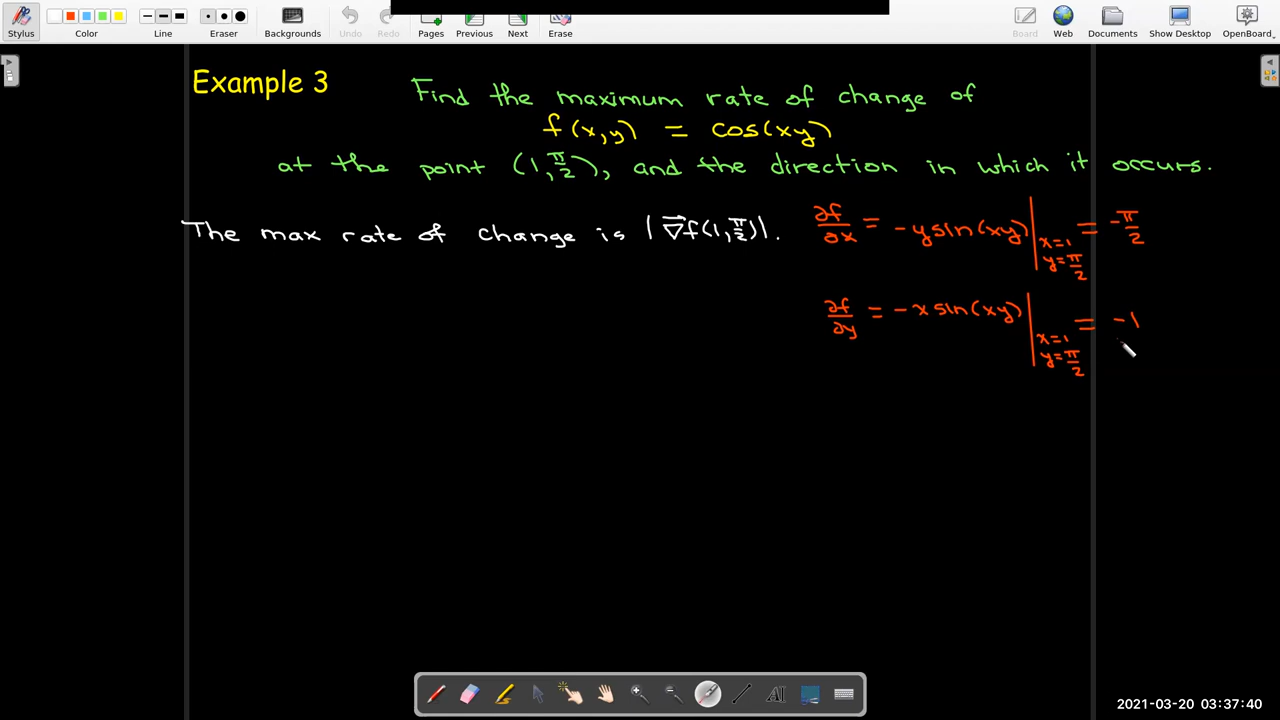 Stylus Color Line Eraser Backgrounds Undo Redo Pages Previous Next Erase Board Web Documents Show Desktop OpenBoard
Example 3 Find the maximum rate of change of
f(x,y) = cos(xy)
at the point (1, π/2), and the direction in which it occurs.
The max rate of change is |∇⃗f(1, π/2)|.
∂f/∂x = -y sin(xy) | x=1 y=π/2 = -π/2
∂f/∂y = -x sin(xy) | x=1 y=π/2 = -1
AI
2021-03-20 03:37:40